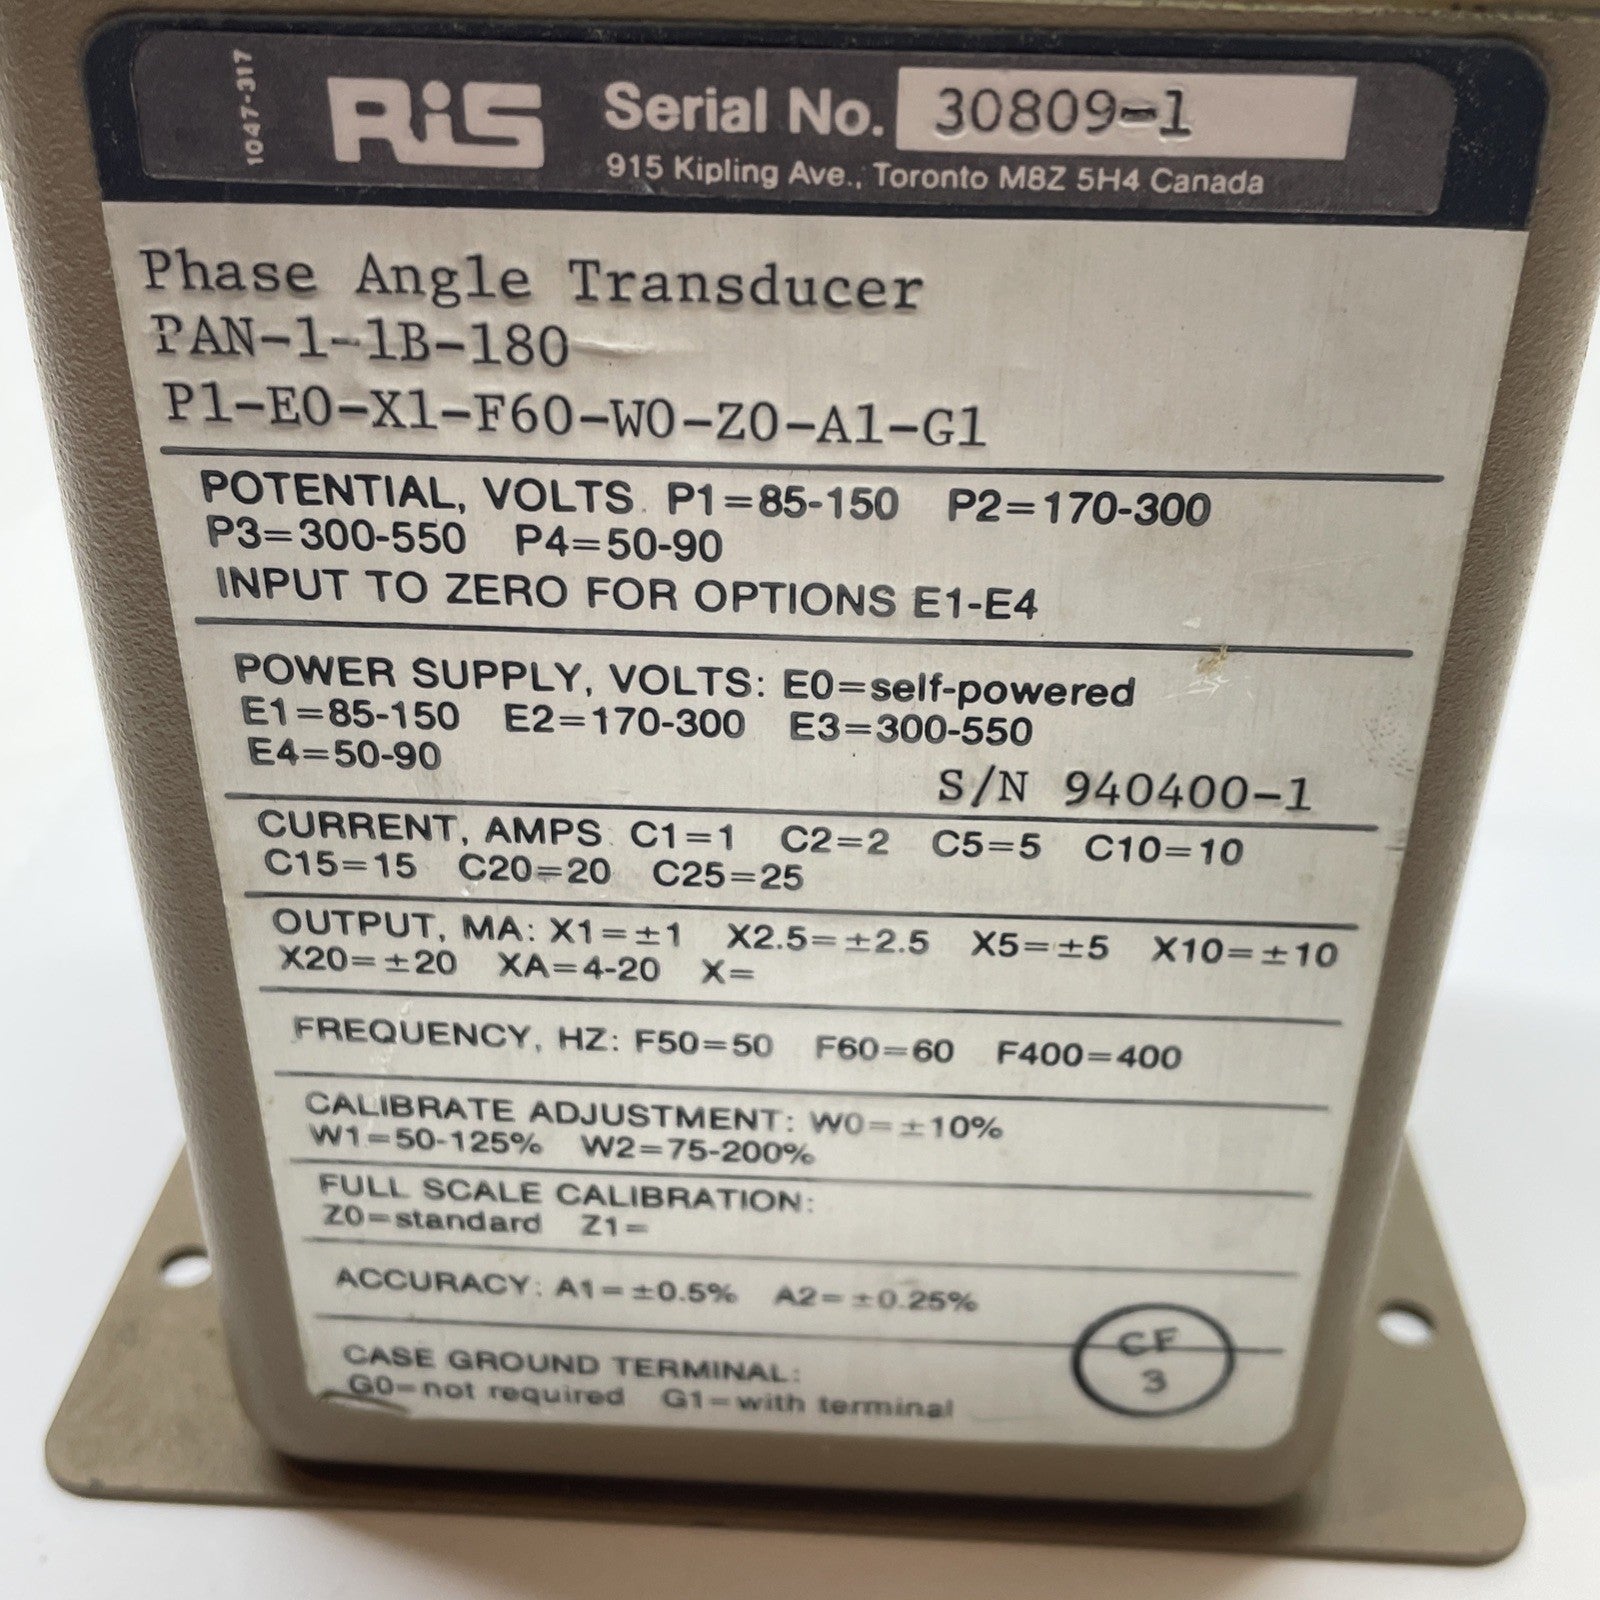 1047-317
RiS
Serial No. 30809-1
915 Kipling Ave., Toronto M8Z 5H4 Canada
Phase Angle Transducer
PAN-1-1B-180
P1-E0-X1-F60-W0-Z0-A1-G1
POTENTIAL, VOLTS. P1=85-150 P2=170-300
P3=300-550 P4=50-90
INPUT TO ZERO FOR OPTIONS E1-E4
POWER SUPPLY, VOLTS: E0=self-powered
E1=85-150 E2=170-300 E3=300-550
E4=50-90
S/N 940400-1
CURRENT, AMPS C1=1 C2=2 C5=5 C10=10
C15=15 C20=20 C25=25
OUTPUT, MA: X1=±1 X2.5=±2.5 X5=±5 X10=±10
X20=±20 XA=4-20 X=
FREQUENCY, HZ: F50=50 F60=60 F400=400
CALIBRATE ADJUSTMENT: W0=±10%
W1=50-125% W2=75-200%
FULL SCALE CALIBRATION:
Z0=standard Z1=
ACCURACY: A1=±0.5% A2=±0.25%
CASE GROUND TERMINAL:
G0=not required G1=with terminal
CF
3